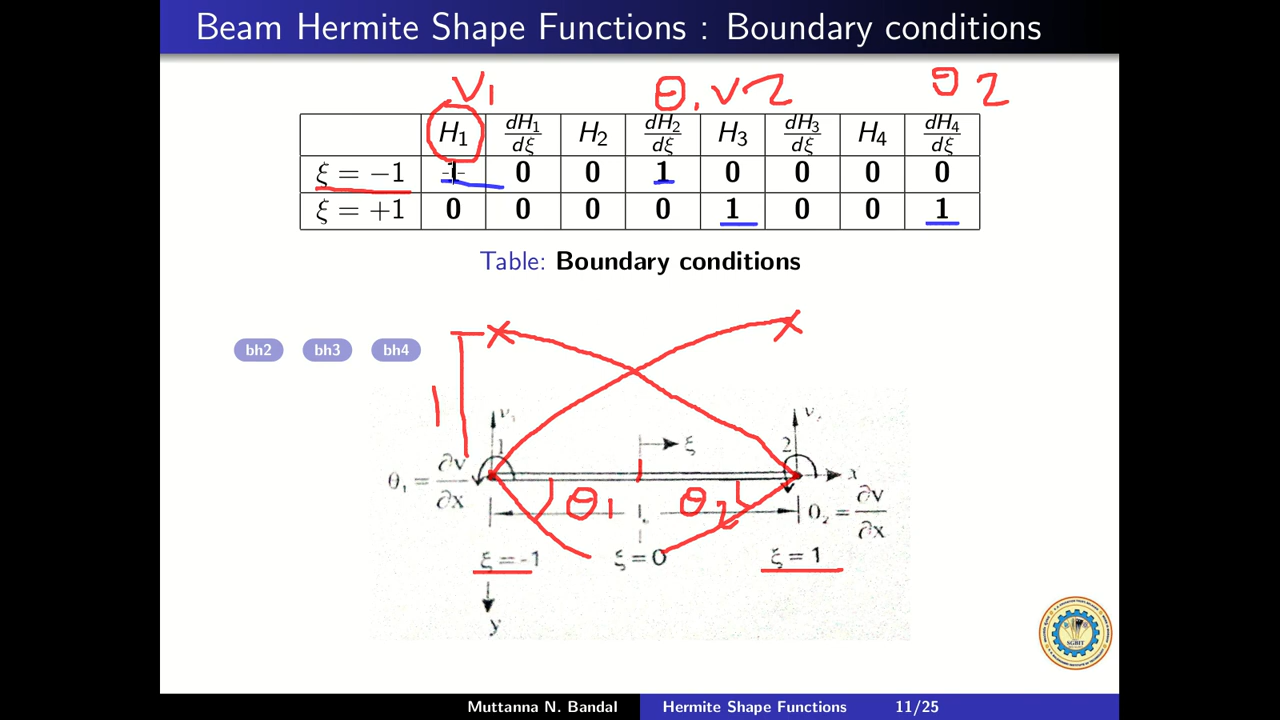 Beam Hermite Shape Functions : Boundary conditions
V1 θ1 V2 θ2
H₁ dH₁/dξ H₂ dH₂/dξ H₃ dH₃/dξ H₄ dH₄/dξ
ξ = −1 1 0 0 1 0 0 0 0
ξ = +1 0 0 0 0 1 0 0 1
Table: Boundary conditions
bh2 bh3 bh4
1
1 ξ 2
θ₁ = ∂v/∂x x
θ1 θ2 θ₂ = ∂v/∂x
ξ = -1 ξ = 0 ξ = 1
y
SGBIT
Muttanna N. Bandal Hermite Shape Functions 11/25